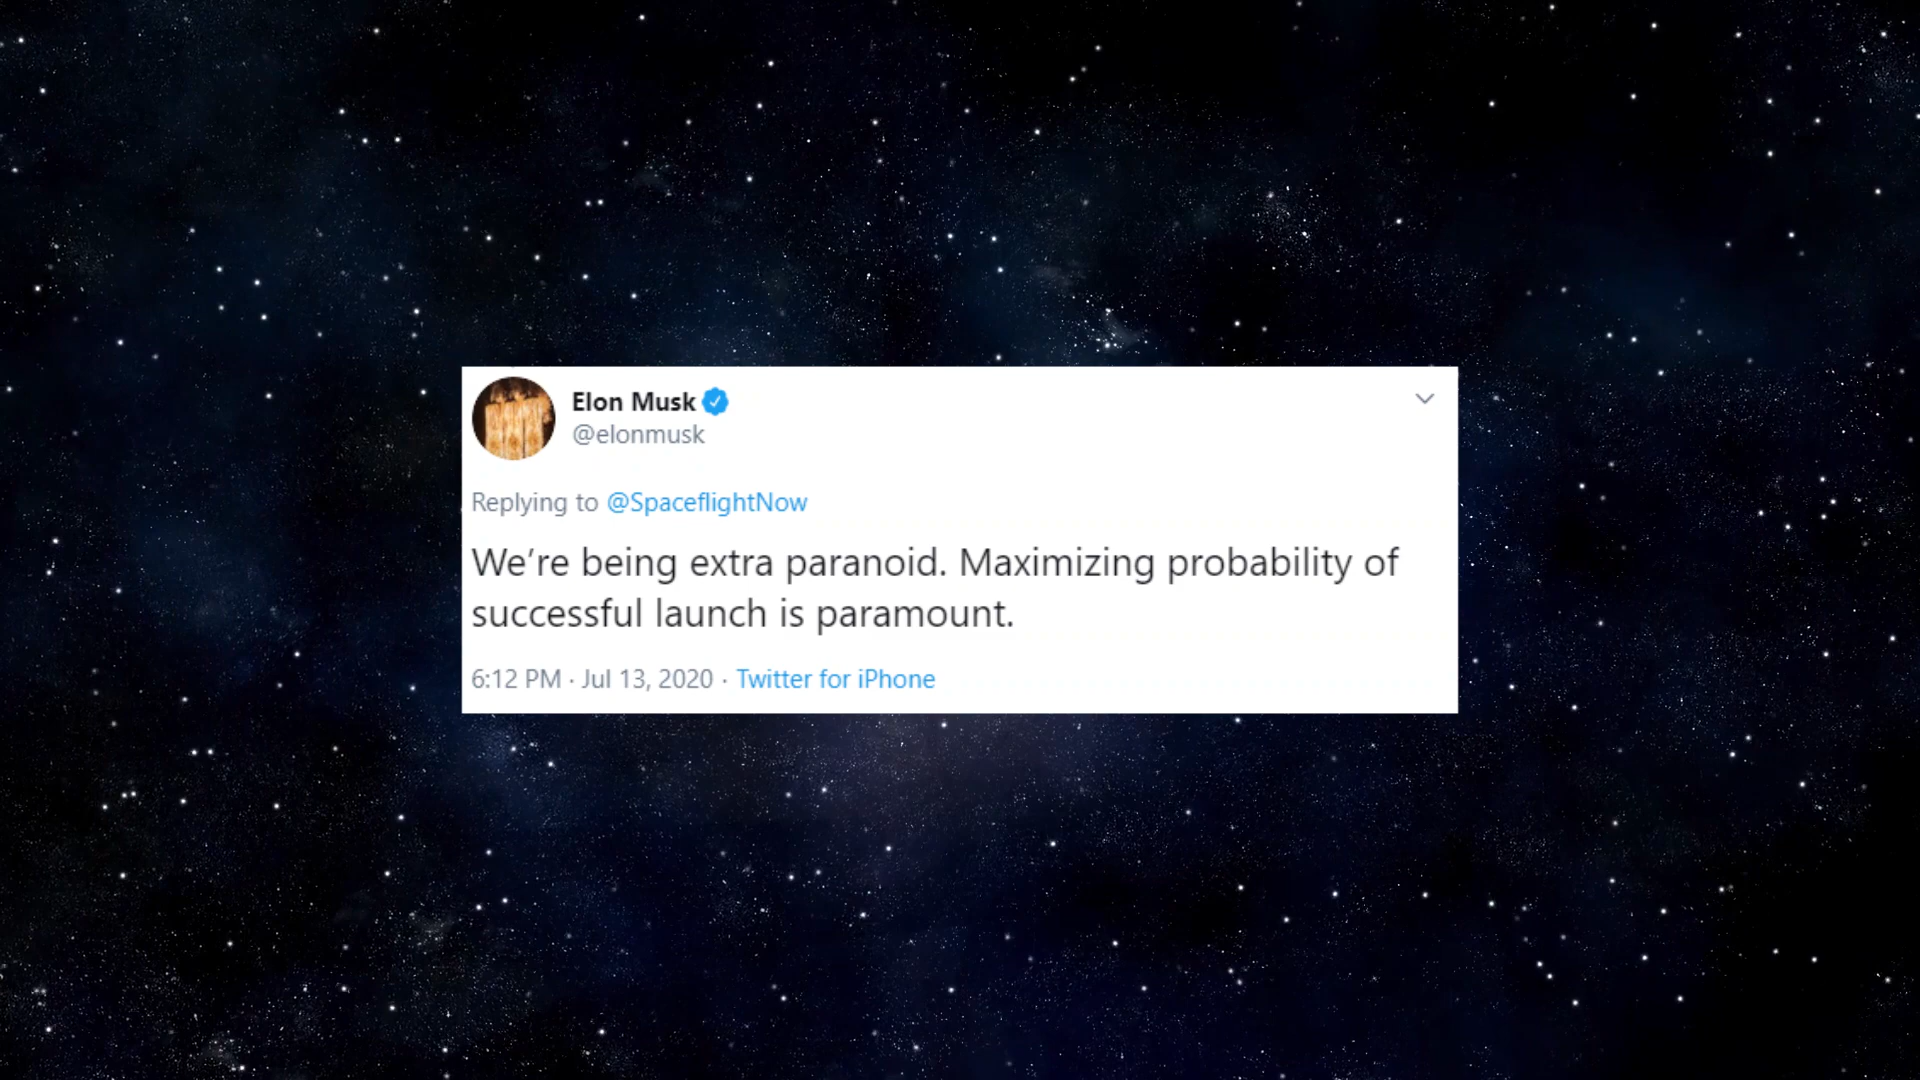 Elon Musk
@elonmusk
Replying to @SpaceflightNow
We’re being extra paranoid. Maximizing probability of
successful launch is paramount.
6:12 PM · Jul 13, 2020 · Twitter for iPhone